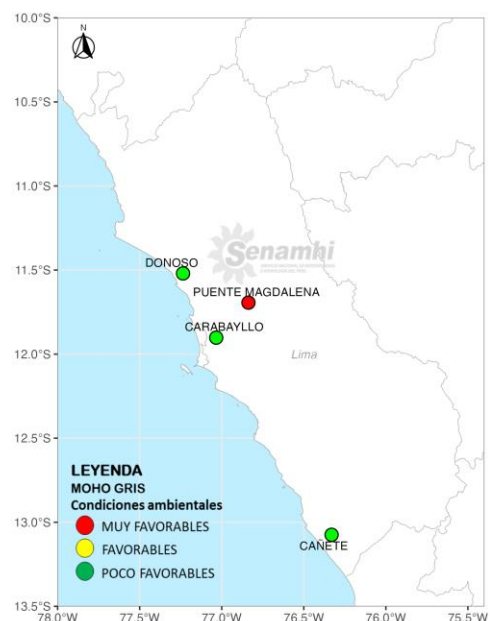 10.0°S
N
10.5°S
11.0°S
Senamhi
DONOSO
11.5°S
PUENTE MAGDALENA
CARABAYLLO
12.0°S
Lima
12.5°S
LEYENDA
MOHO GRIS
Condiciones ambientales
MUY FAVORABLES
13.0°S
FAVORABLES
CAÑETE
POCO FAVORABLES
13.5°S
78.0°W 77.5°W 77.0°W 76.5°W 76.0°W 75.5°W